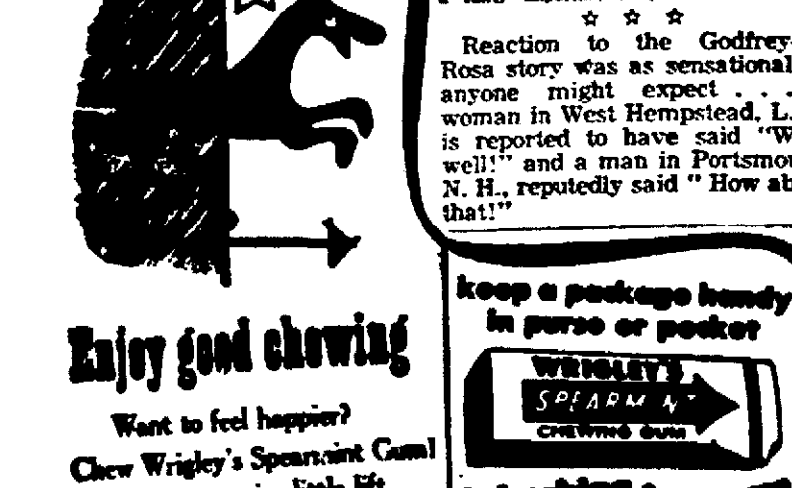 Reaction to the Godfrey-
Rosa story was as sensational
anyone might expect . . .
woman in West Hempstead, L.
is reported to have said "W
well!" and a man in Portsmou
N. H., reputedly said " How ab
that!"
Enjoy good chewing
Want to feel happier?
Chew Wrigley's Spearmint Gum!
little lift
keep a package handy
in purse or pocket
WRIGLEY'S
SPEARMINT
CHEWING GUM